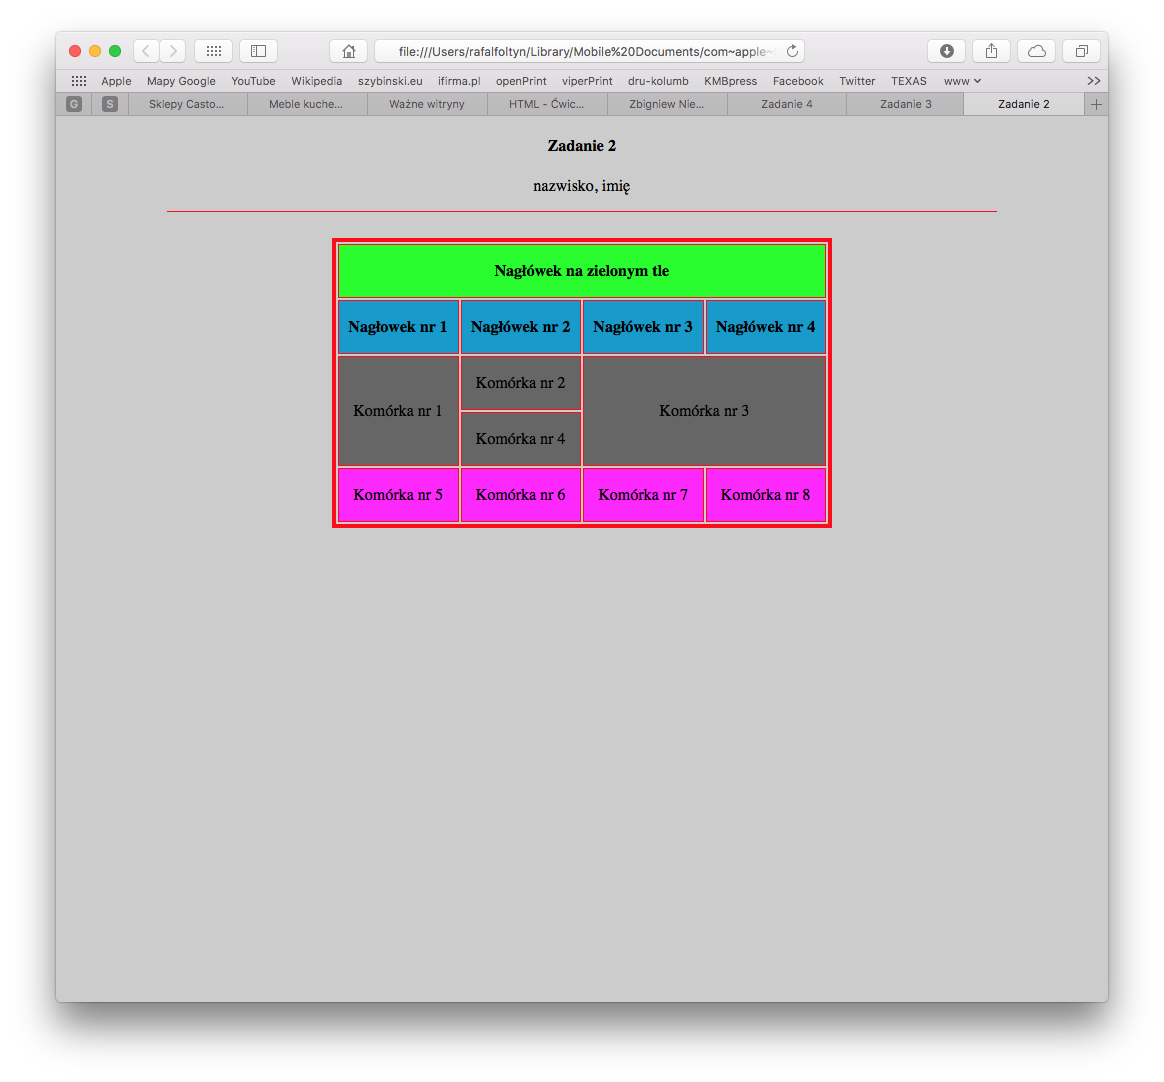 file:///Users/rafalfoltyn/Library/Mobile%20Documents/com~apple~
Apple Mapy Google YouTube Wikipedia szybinski.eu ifirma.pl openPrint viperPrint dru-kolumb KMBpress Facebook Twitter TEXAS www
G S Sklepy Casto... Meble kuche... Ważne witryny HTML - Ćwic... Zbigniew Nie... Zadanie 4 Zadanie 3 Zadanie 2
Zadanie 2
nazwisko, imię
Nagłówek na zielonym tle
Nagłowek nr 1 Nagłówek nr 2 Nagłówek nr 3 Nagłówek nr 4
Komórka nr 2
Komórka nr 1 Komórka nr 3
Komórka nr 4
Komórka nr 5 Komórka nr 6 Komórka nr 7 Komórka nr 8